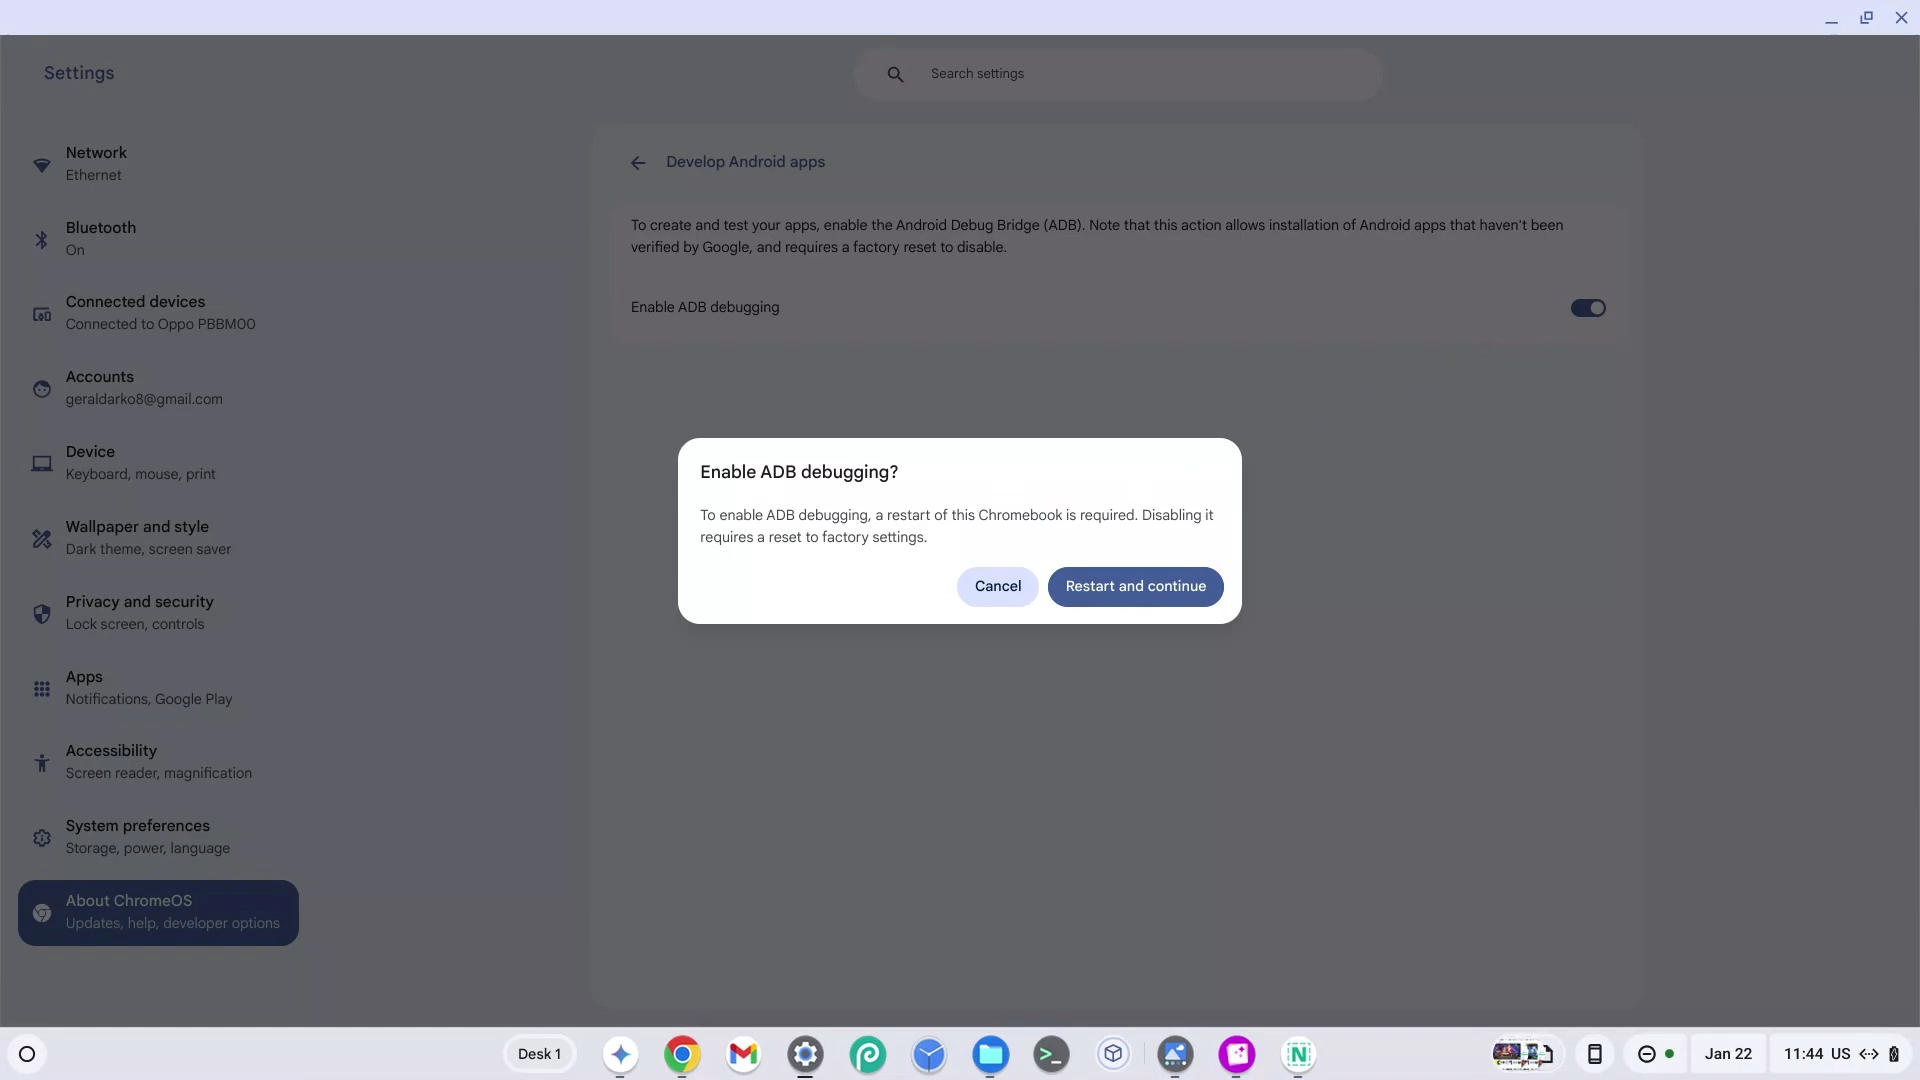 Settings
Search settings
Network
Ethernet
Bluetooth
On
Connected devices
Connected to Oppo PBBM00
Accounts
geraldarko8@gmail.com
Device
Keyboard, mouse, print
Wallpaper and style
Dark theme, screen saver
Privacy and security
Lock screen, controls
Apps
Notifications, Google Play
Accessibility
Screen reader, magnification
System preferences
Storage, power, language
About ChromeOS
Updates, help, developer options
Develop Android apps
To create and test your apps, enable the Android Debug Bridge (ADB). Note that this action allows installation of Android apps that haven't been
verified by Google, and requires a factory reset to disable.
Enable ADB debugging
Enable ADB debugging?
To enable ADB debugging, a restart of this Chromebook is required. Disabling it
requires a reset to factory settings.
Cancel
Restart and continue
Desk 1
Jan 22
11:44 US